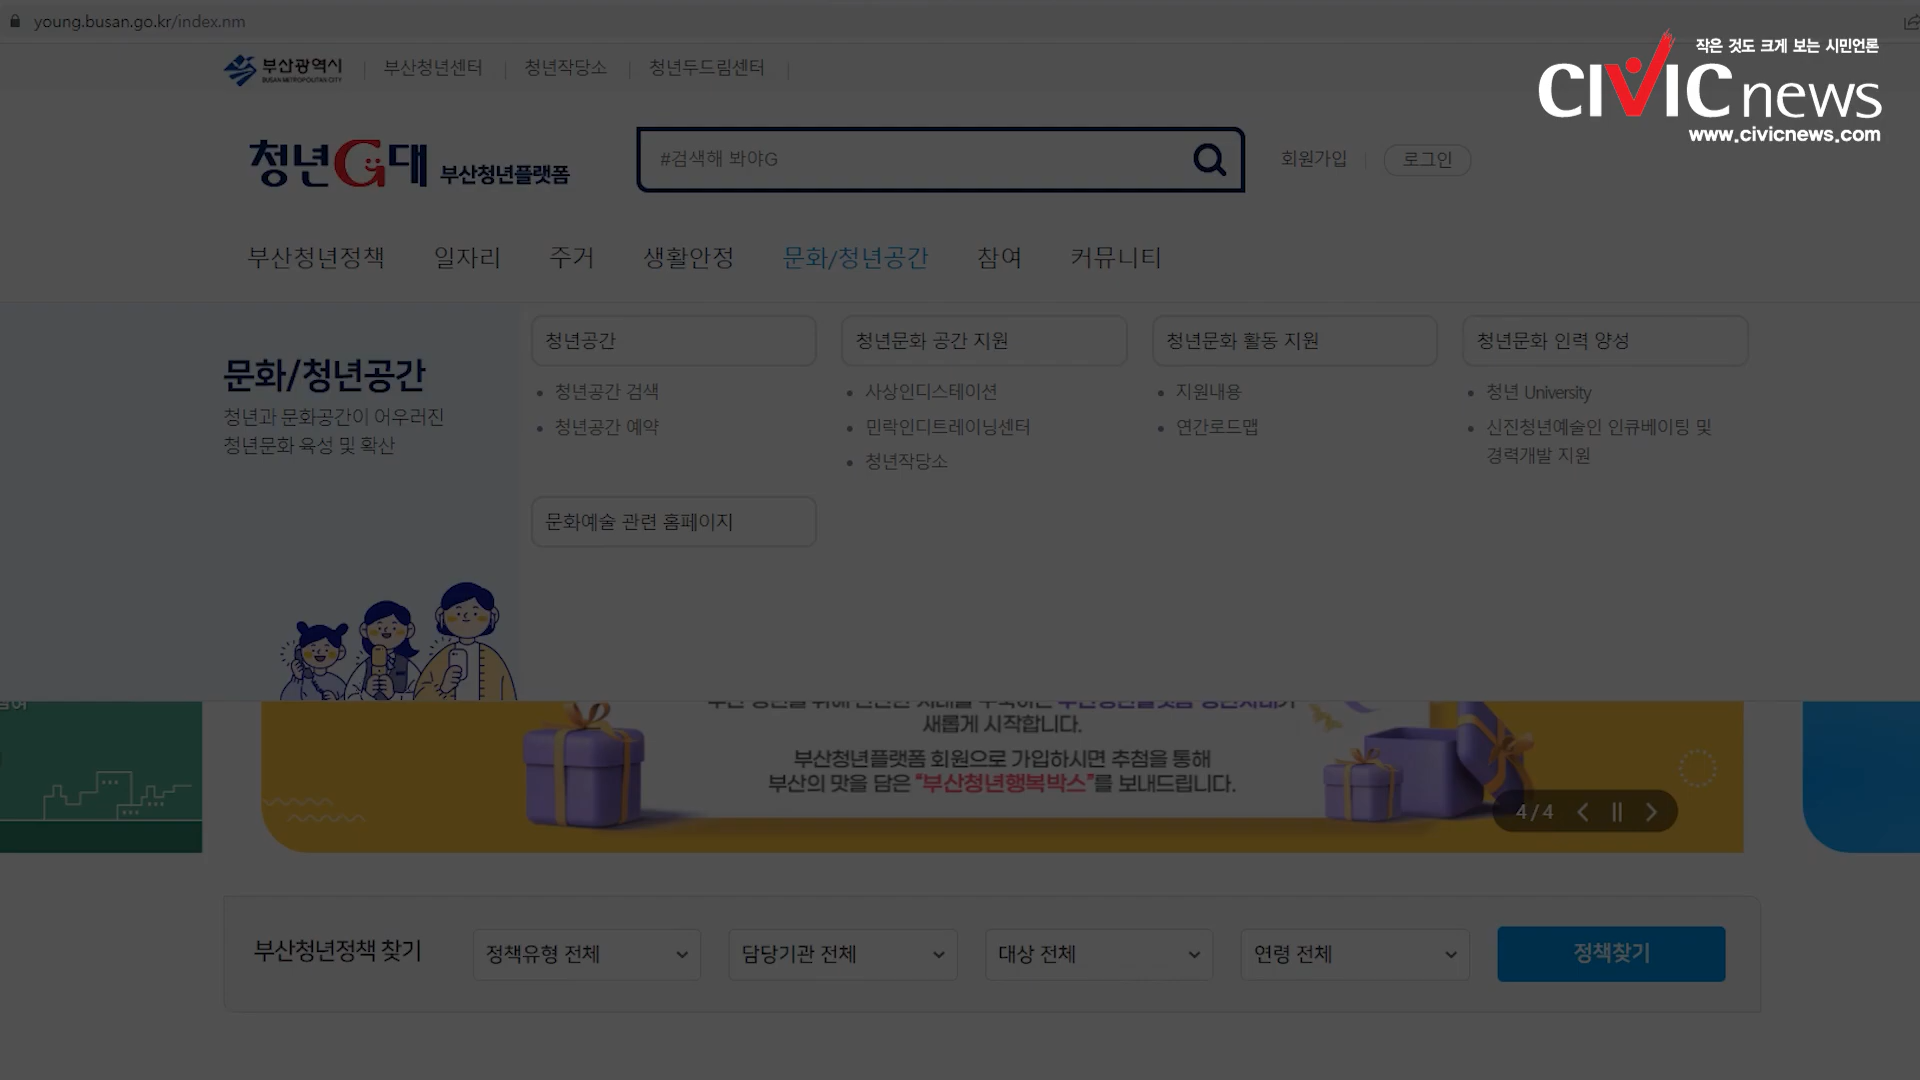 young.busan.go.kr/index.nm
작은 것도 크게 보는 시민언론
CIVIC news
www.civicnews.com
부산광역시
BUSAN METROPOLITAN CITY
부산청년센터
청년작당소
청년두드림센터
청년G대 부산청년플랫폼
#검색해 봐야G
회원가입
로그인
부산청년정책
일자리
주거
생활안정
문화/청년공간
참여
커뮤니티
문화/청년공간
청년과 문화공간이 어우러진
청년문화 육성 및 확산
청년공간
청년공간 검색
청년공간 예약
청년문화 공간 지원
사상인디스테이션
민락인디트레이닝센터
청년작당소
청년문화 활동 지원
지원내용
연간로드맵
청년문화 인력 양성
청년 University
신진청년예술인 인큐베이팅 및
경력개발 지원
문화예술 관련 홈페이지
새롭게 시작합니다.
부산청년플랫폼 회원으로 가입하시면 추첨을 통해
부산의 맛을 담은 “부산청년행복박스”를 보내드립니다.
4/4
부산청년정책 찾기
정책유형 전체
담당기관 전체
대상 전체
연령 전체
정책찾기